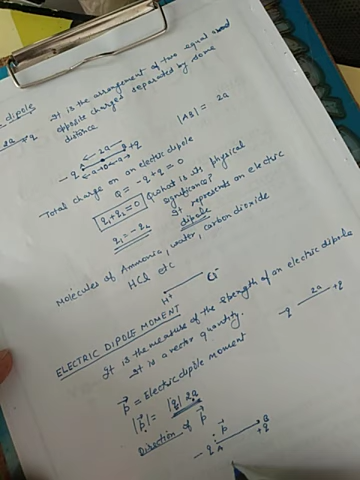 dipole
It is the arrangement of two equal and
opposite charges separated by some
distance
2a q
2a
-q +q
a a
|AB| = 2a
Total charge on an electric dipole
Q = -q+q = 0
q₁+q₂ = 0 Q what is its physical
significance?
q₁ = -q₂ It represents an electric
dipole
Molecules of Ammonia, water, carbondioxide
HCl etc
H⁺ Cl⁻
ELECTRIC DIPOLE MOMENT
It is the measure of the strength of an electric dipole
It is a vector quantity.
-q 2a +q
p⃗ = Electric dipole moment
|p⃗| = |q| 2a
Direction of p⃗
-q A p⃗ B +q